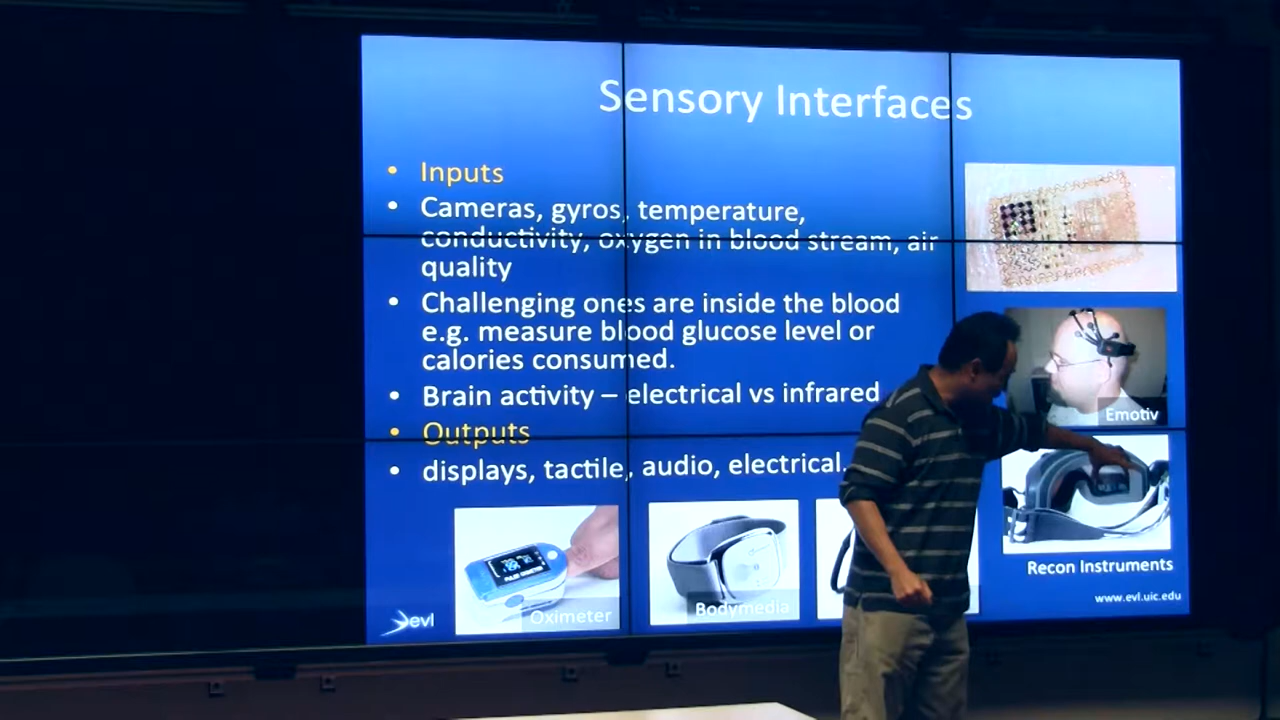 Sensory Interfaces
• Inputs
• Cameras, gyros, temperature,
conductivity, oxygen in blood stream, air
quality
• Challenging ones are inside the blood
e.g. measure blood glucose level or
calories consumed.
• Brain activity – electrical vs infrared
• Outputs
• displays, tactile, audio, electrical.
Emotiv
Recon Instruments
PULSE OXIMETER
Oximeter
Bodymedia
evl
www.evl.uic.edu